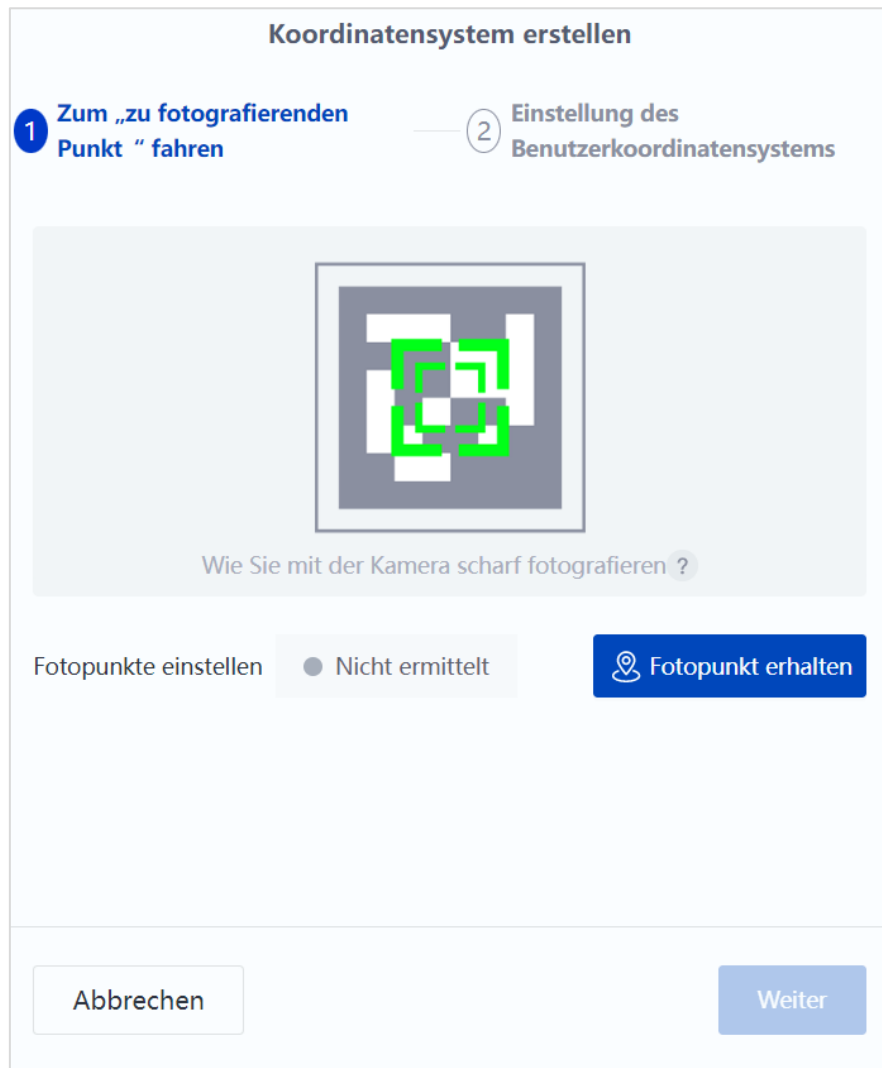 Koordinatensystem erstellen
1 Zum „zu fotografierenden
Punkt “ fahren
2 Einstellung des
Benutzerkoordinatensystems
Wie Sie mit der Kamera scharf fotografieren ?
Fotopunkte einstellen Nicht ermittelt Fotopunkt erhalten
Abbrechen Weiter